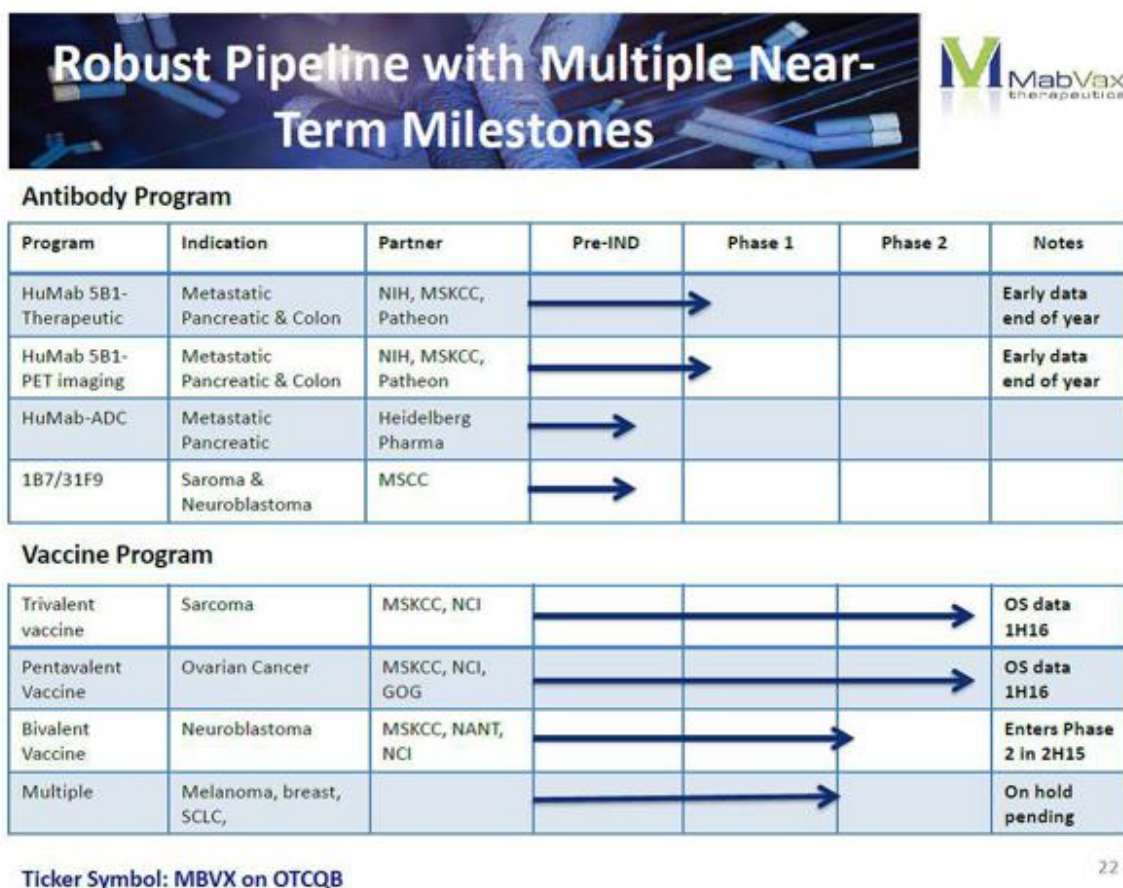 Robust Pipeline with Multiple Near-
Term Milestones
MabVax
therapeutics
Antibody Program
Program Indication Partner Pre-IND Phase 1 Phase 2 Notes
HuMab 5B1- Metastatic NIH, MSKCC, Early data
Therapeutic Pancreatic & Colon Patheon end of year
HuMab 5B1- Metastatic NIH, MSKCC, Early data
PET imaging Pancreatic & Colon Patheon end of year
HuMab-ADC Metastatic Heidelberg
Pancreatic Pharma
1B7/31F9 Saroma & MSCC
Neuroblastoma
Vaccine Program
Trivalent Sarcoma MSKCC, NCI OS data
vaccine 1H16
Pentavalent Ovarian Cancer MSKCC, NCI, OS data
Vaccine GOG 1H16
Bivalent Neuroblastoma MSKCC, NANT, Enters Phase
Vaccine NCI 2 in 2H15
Multiple Melanoma, breast, On hold
SCLC, pending
Ticker Symbol: MBVX on OTCQB
22